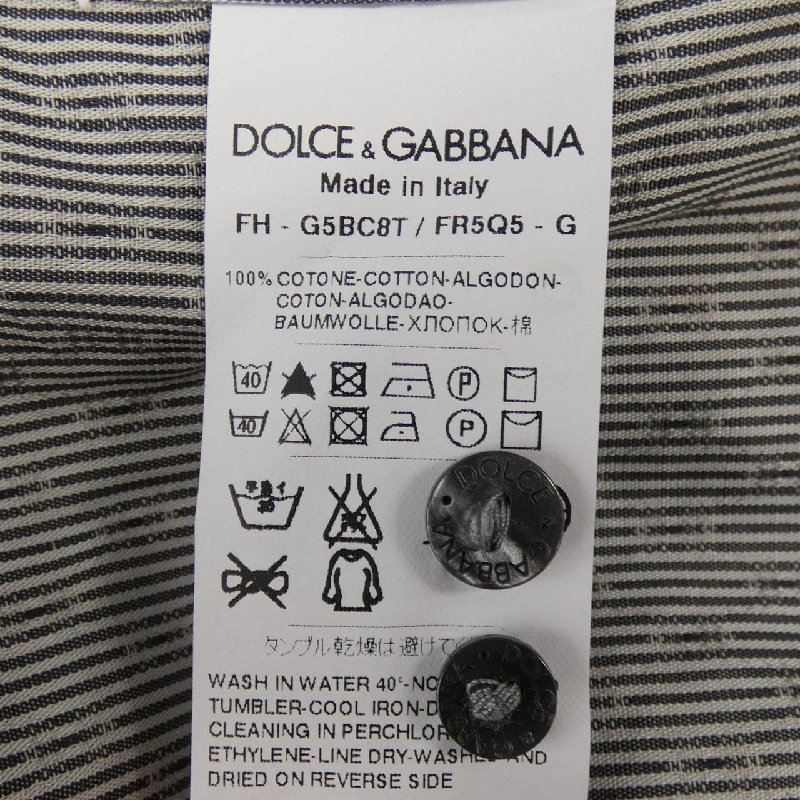 DOLCE & GABBANA
Made in Italy
FH - G5BC8T / FR5Q5 - G
100% COTONE-COTTON-ALGODON-
COTON-ALGODAO-
BAUMWOLLE-ХЛОПОК-棉
40 P
40 P
DOLCE & GABBANA
タンブル乾燥は避けて
WASH IN WATER 40°-NO
TUMBLER-COOL IRON-D
CLEANING IN PERCHLOR
ETHYLENE-LINE DRY-WASHED AND
DRIED ON REVERSE SIDE